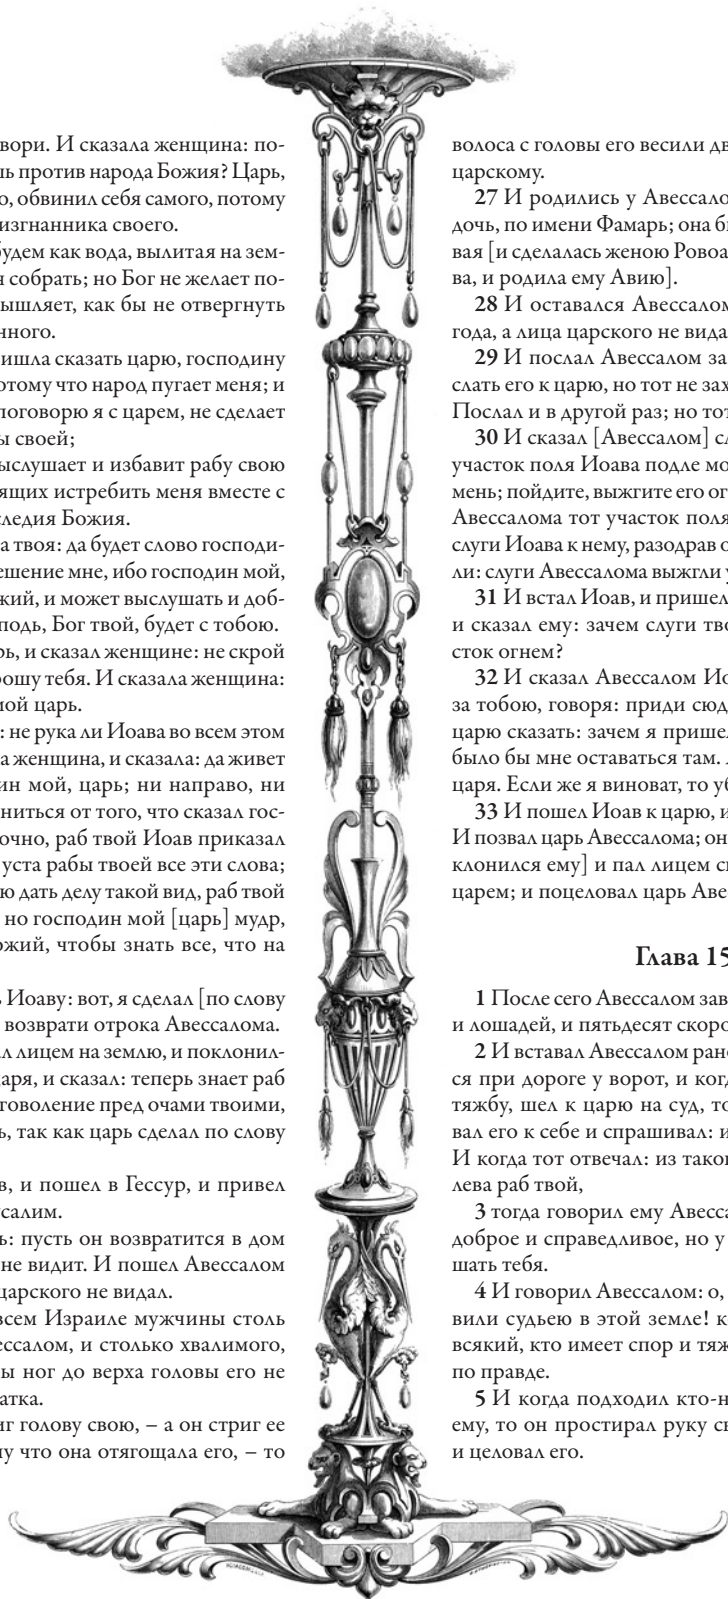 вори. И сказала женщина: по-
ь против народа Божия? Царь,
о, обвинил себя самого, потому
изгнанника своего.
будем как вода, вылитая на зем-
я собрать; но Бог не желает по-
ышляет, как бы не отвергнуть
нного.
ишла сказать царю, господину
отому что народ пугает меня; и
поговорю я с царем, не сделает
ы своей;
ыслушает и избавит рабу свою
ящих истребить меня вместе с
следия Божия.
а твоя: да будет слово господи-
ешение мне, ибо господин мой,
жий, и может выслушать и доб-
подь, Бог твой, будет с тобою.
рь, и сказал женщине: не скрой
рошу тебя. И сказала женщина:
мой царь.
: не рука ли Иоава во всем этом
а женщина, и сказала: да живет
ин мой, царь; ни направо, ни
ниться от того, что сказал гос-
очно, раб твой Иоав приказал
уста рабы твоей все эти слова;
ю дать делу такой вид, раб твой
но господин мой [царь] мудр,
ожий, чтобы знать все, что на
ь Иоаву: вот, я сделал [по слову
возврати отрока Авессалома.
ал лицем на землю, и поклонил-
аря, и сказал: теперь знает раб
аговоление пред очами твоими,
ь, так как царь сделал по слову
в, и пошел в Гессур, и привел
усалим.
ь: пусть он возвратится в дом
не видит. И пошел Авессалом
царского не видал.
всем Израиле мужчины столь
ессалом, и столько хвалимого,
ы ног до верха головы его не
атка.
иг голову свою, – а он стриг ее
му что она отягощала его, – то
волоса с головы его весили дв
царскому.
27 И родились у Авессало
дочь, по имени Фамарь; она б
вая [и сделалась женою Ровоа
ва, и родила ему Авию].
28 И оставался Авессалом
года, а лица царского не вида
29 И послал Авессалом за
слать его к царю, но тот не зах
Послал и в другой раз; но тот
30 И сказал [Авессалом] сл
участок поля Иоава подле мо
мень; пойдите, выжгите его ог
Авессалома тот участок поля
слуги Иоава к нему, разодрав о
ли: слуги Авессалома выжгли у
31 И встал Иоав, и пришел
и сказал ему: зачем слуги тво
сток огнем?
32 И сказал Авессалом Ио
за тобою, говоря: приди сюд
царю сказать: зачем я пришел
было бы мне оставаться там.
царя. Если же я виноват, то уб
33 И пошел Иоав к царю, и
И позвал царь Авессалома; он
клонился ему] и пал лицем св
царем; и поцеловал царь Аве
Глава 15
1 После сего Авессалом зав
и лошадей, и пятьдесят скоро
2 И вставал Авессалом рано
ся при дороге у ворот, и когд
тяжбу, шел к царю на суд, то
вал его к себе и спрашивал: и
И когда тот отвечал: из таког
лева раб твой,
3 тогда говорил ему Авесса
доброе и справедливое, но у
шать тебя.
4 И говорил Авессалом: о,
вили судьею в этой земле! к
всякий, кто имеет спор и тяж
по правде.
5 И когда подходил кто-н
ему, то он простирал руку св
и целовал его.